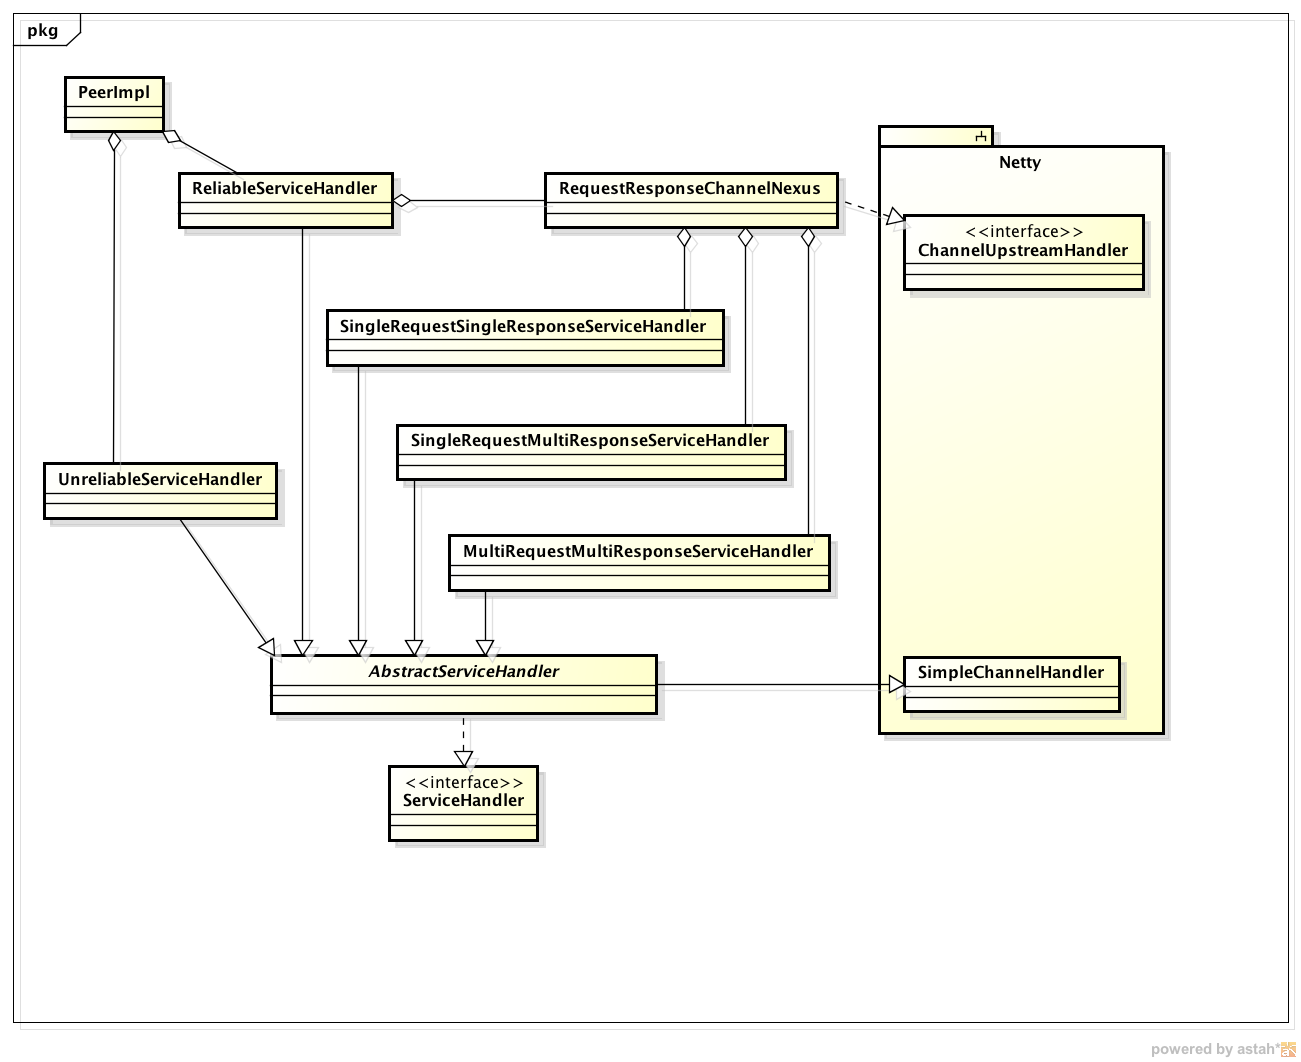 pkg
PeerImpl
ReliableServiceHandler
RequestResponseChannelNexus
Netty
<<interface>>
ChannelUpstreamHandler
SingleRequestSingleResponseServiceHandler
SingleRequestMultiResponseServiceHandler
UnreliableServiceHandler
MultiRequestMultiResponseServiceHandler
AbstractServiceHandler
SimpleChannelHandler
<<interface>>
ServiceHandler
powered by astah*